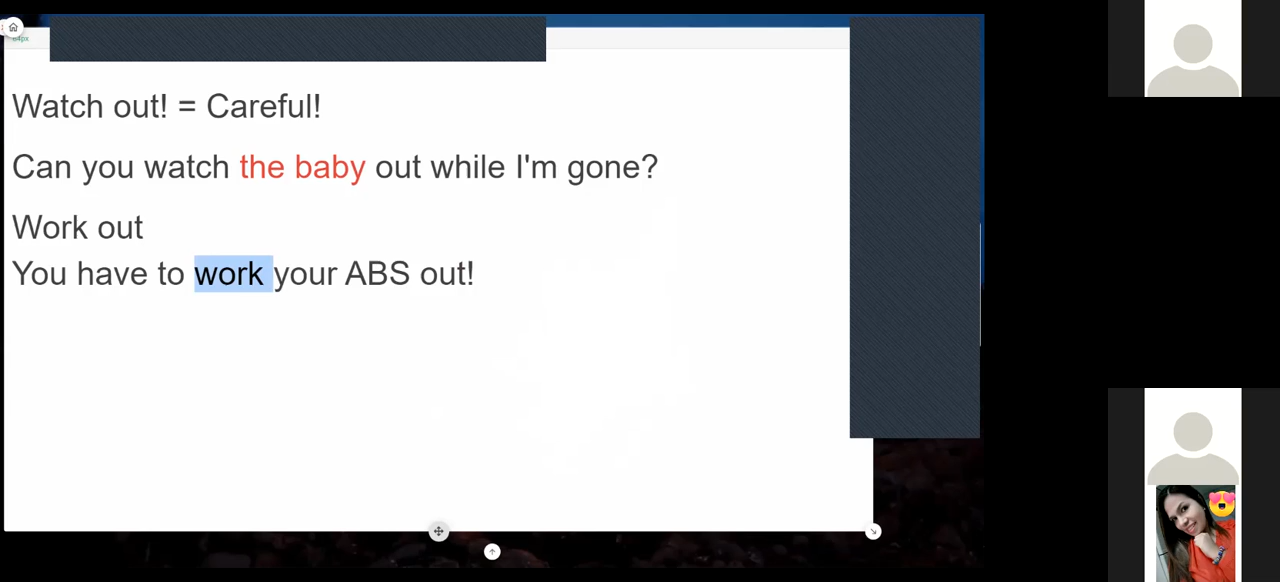 Watch out! = Careful!
Can you watch the baby out while I'm gone?
Work out
You have to work your ABS out!